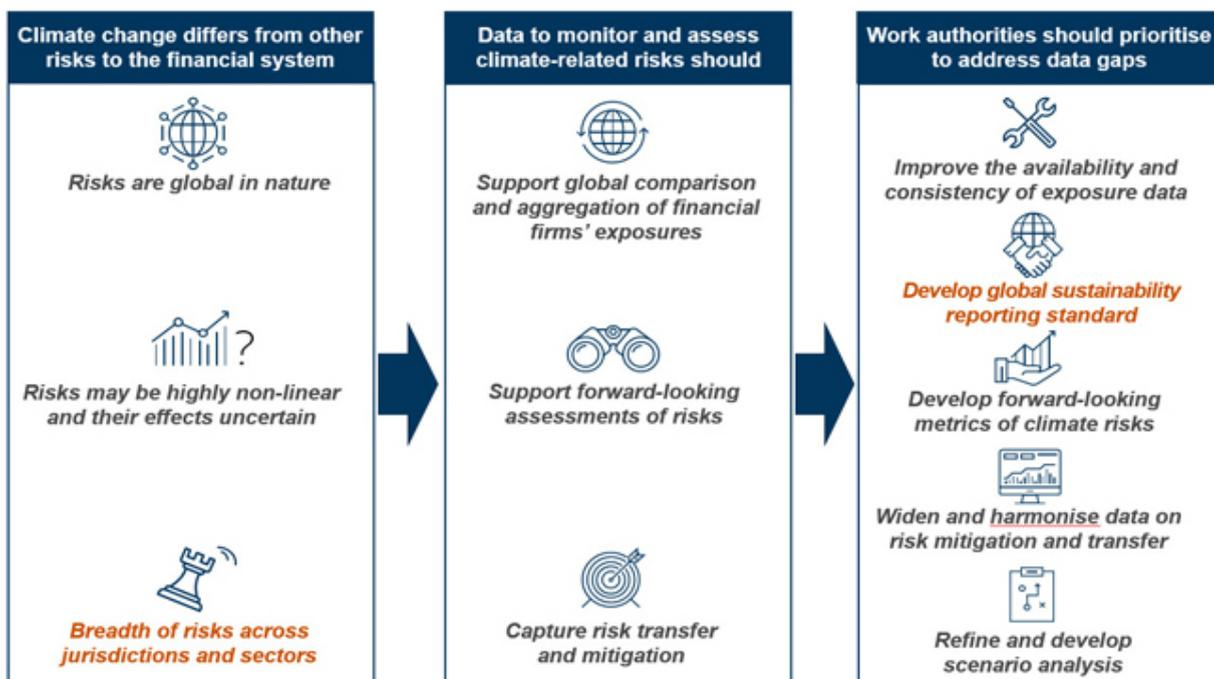 Climate change differs from other
risks to the financial system
Risks are global in nature
?
Risks may be highly non-linear
and their effects uncertain
Breadth of risks across
jurisdictions and sectors
Data to monitor and assess
climate-related risks should
Support global comparison
and aggregation of financial
firms' exposures
Support forward-looking
assessments of risks
Capture risk transfer
and mitigation
Work authorities should prioritise
to address data gaps
Improve the availability and
consistency of exposure data
Develop global sustainability
reporting standard
Develop forward-looking
metrics of climate risks
Widen and harmonise data on
risk mitigation and transfer
Refine and develop
scenario analysis